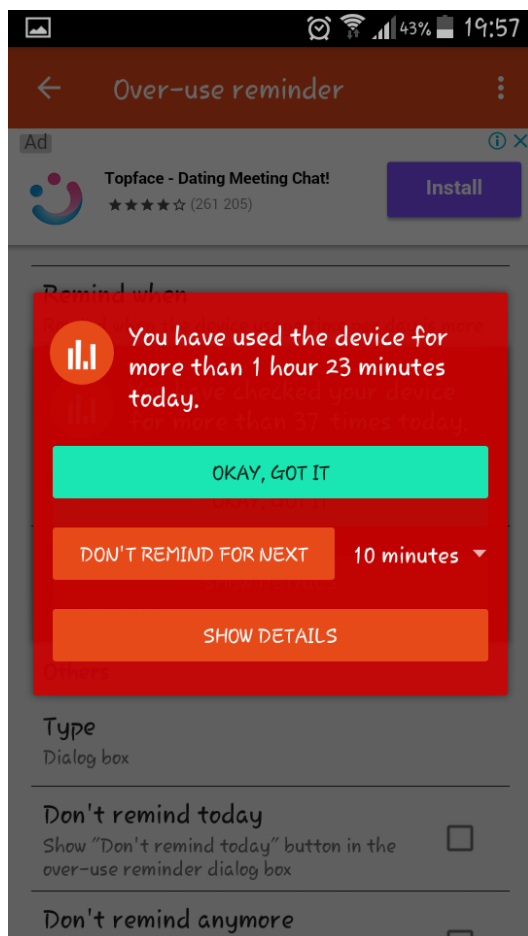 43% 19:57
Over-use reminder
Ad
Topface - Dating Meeting Chat!
(261 205)
Install
Remind when
You have used the device for
more than 1 hour 23 minutes
today.
have checked your device
for more than 37 times today.
OKAY, GOT IT
OKAY, GOT IT
DON'T REMIND FOR NEXT
10 minutes
SHOW DETAILS
Others
Type
Dialog box
Don't remind today
Show "Don't remind today" button in the
over-use reminder dialog box
Don't remind anymore